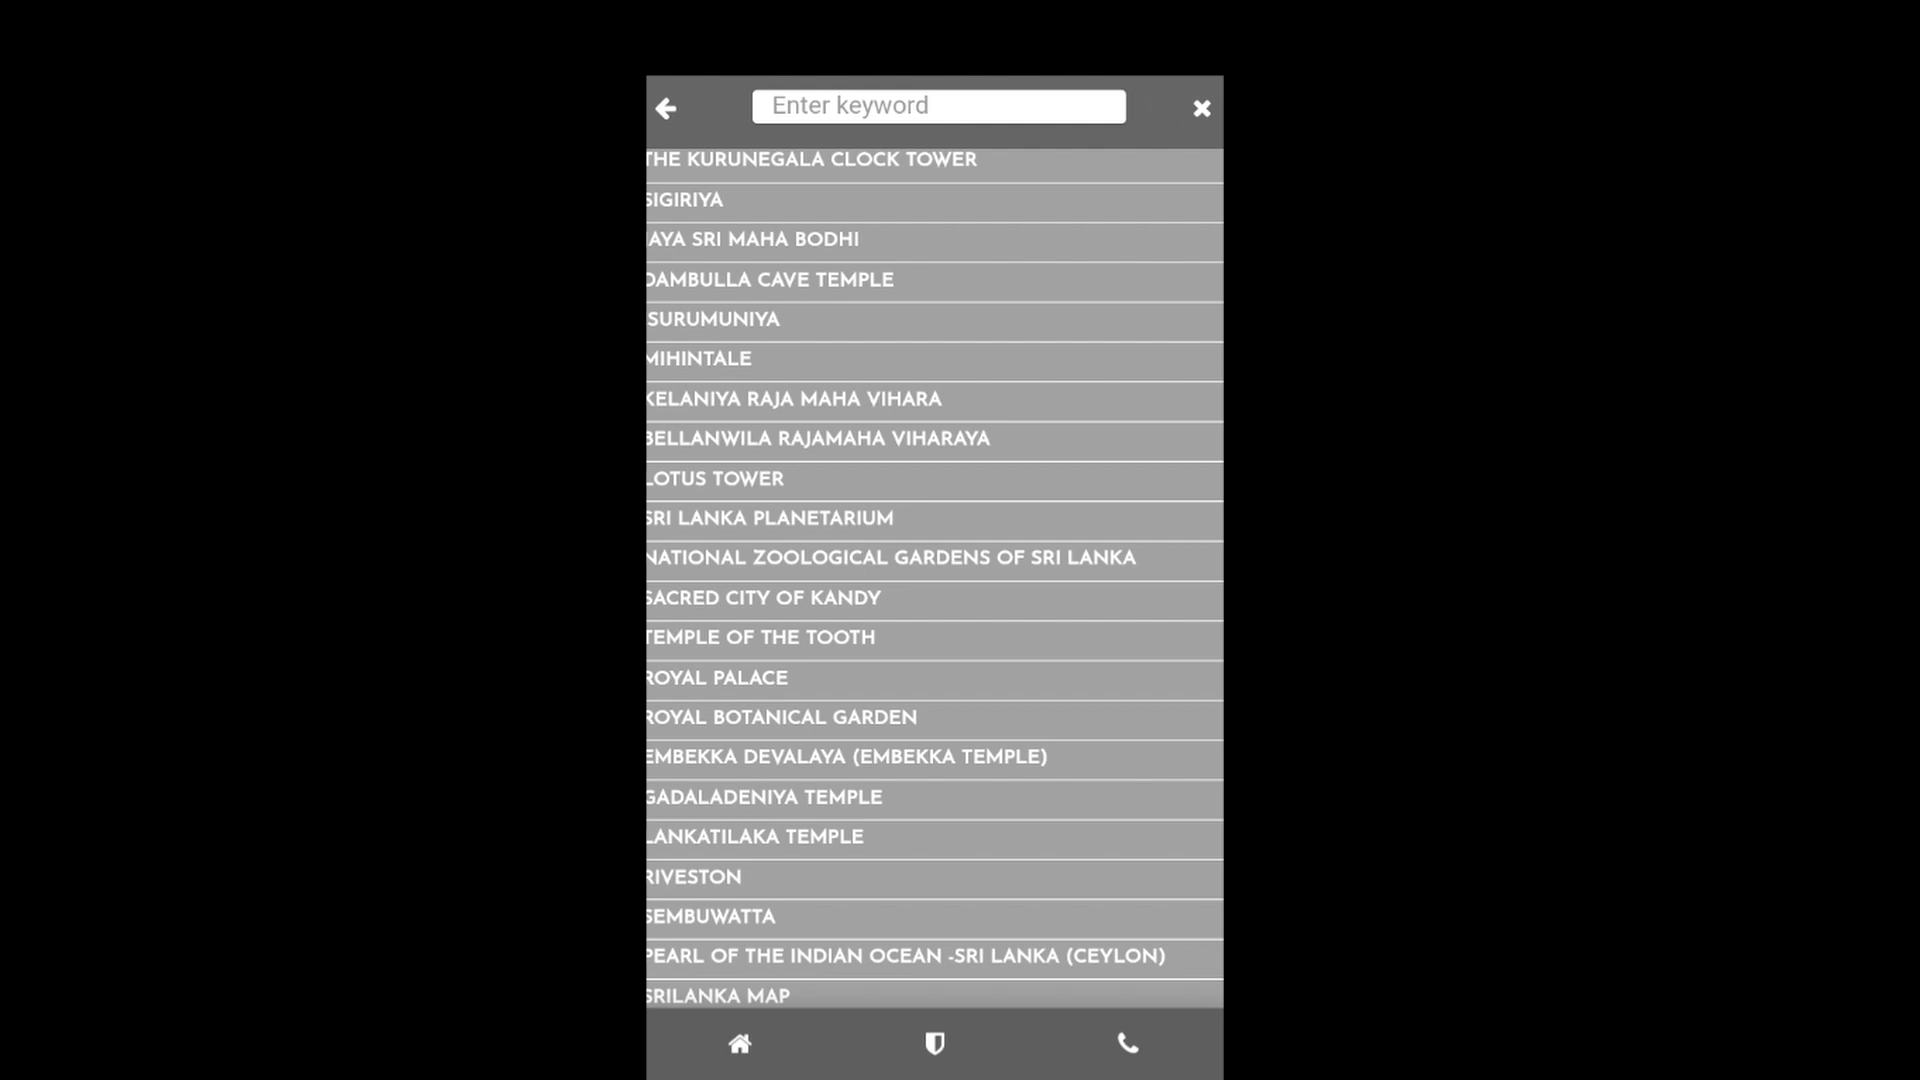 Enter keyword
THE KURUNEGALA CLOCK TOWER
SIGIRIYA
JAYA SRI MAHA BODHI
DAMBULLA CAVE TEMPLE
ISURUMUNIYA
MIHINTALE
KELANIYA RAJA MAHA VIHARA
BELLANWILA RAJAMAHA VIHARAYA
LOTUS TOWER
SRI LANKA PLANETARIUM
NATIONAL ZOOLOGICAL GARDENS OF SRI LANKA
SACRED CITY OF KANDY
TEMPLE OF THE TOOTH
ROYAL PALACE
ROYAL BOTANICAL GARDEN
EMBEKKA DEVALAYA (EMBEKKA TEMPLE)
GADALADENIYA TEMPLE
LANKATILAKA TEMPLE
RIVESTON
SEMBUWATTA
PEARL OF THE INDIAN OCEAN -SRI LANKA (CEYLON)
SRILANKA MAP